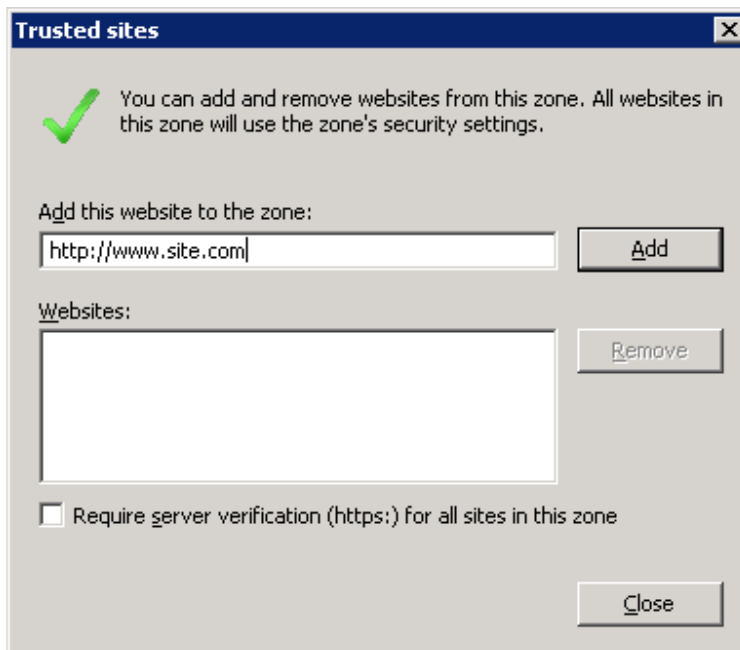 Trusted sites
You can add and remove websites from this zone. All websites in
this zone will use the zone's security settings.
Add this website to the zone:
http://www.site.com
Add
Websites:
Remove
Require server verification (https:) for all sites in this zone
Close